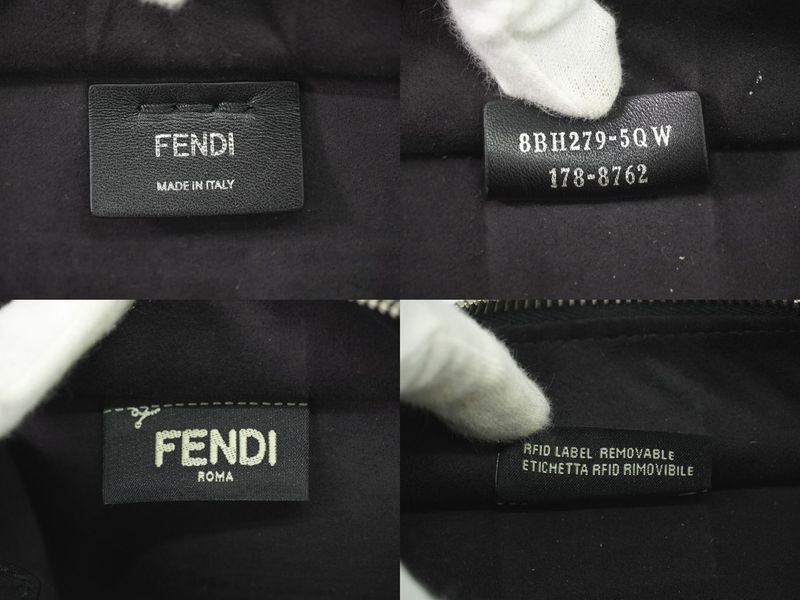 FENDI
MADE IN ITALY
8BH279-5QW
178-8762
FENDI
ROMA
RFID LABEL REMOVABLE
ETICHETTA RFID RIMOVIBILE